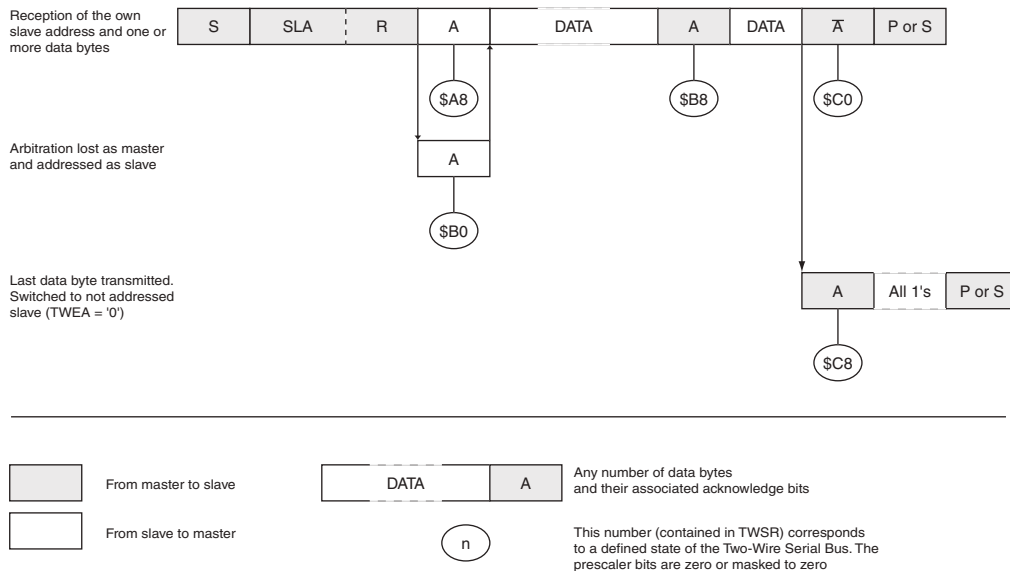 Reception of the own
slave address and one or
more data bytes
S SLA R A DATA A DATA A̅ P or S
$A8 $B8 $C0
Arbitration lost as master
and addressed as slave
A
$B0
Last data byte transmitted.
Switched to not addressed
slave (TWEA = '0')
A All 1's P or S
$C8
From master to slave
DATA A
Any number of data bytes
and their associated acknowledge bits
From slave to master
n
This number (contained in TWSR) corresponds
to a defined state of the Two-Wire Serial Bus. The
prescaler bits are zero or masked to zero